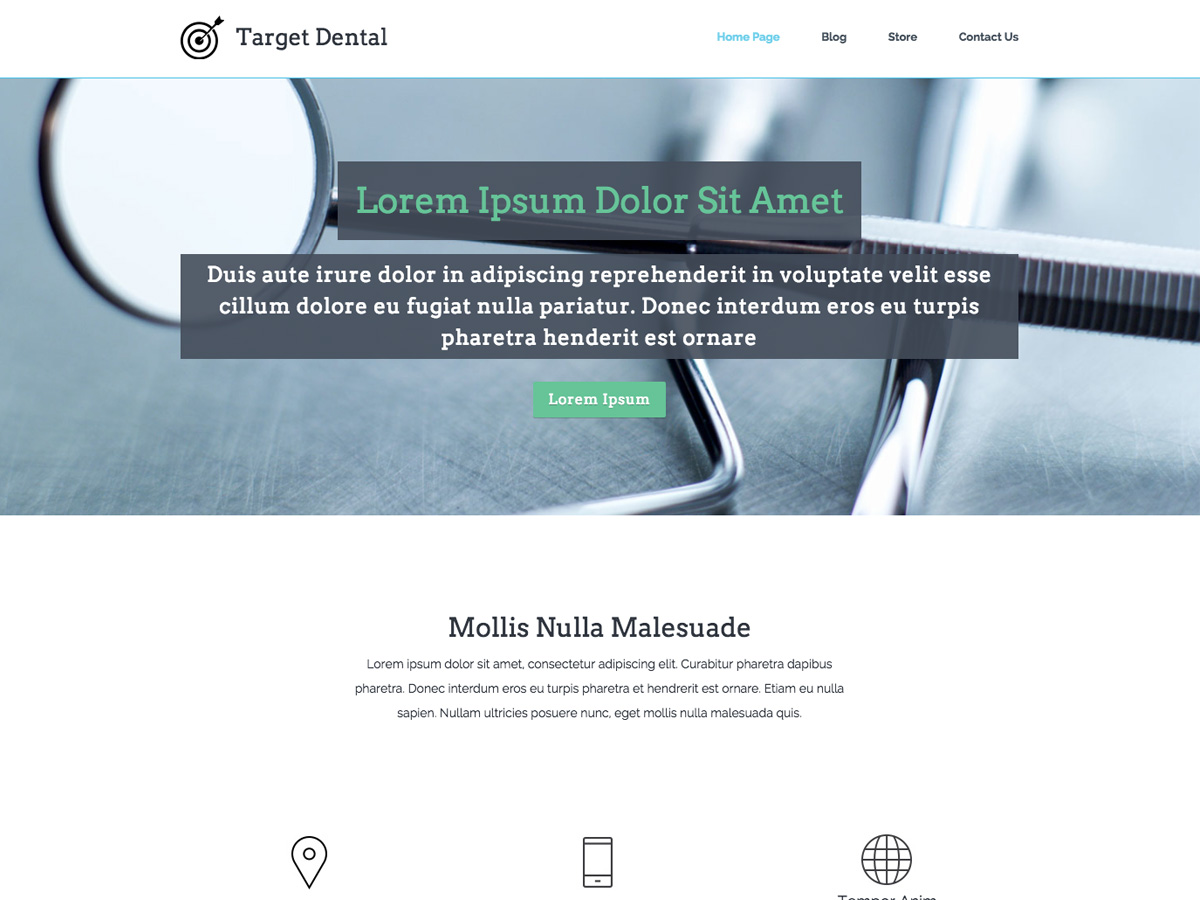 Target Dental
Home Page
Blog
Store
Contact Us
Lorem Ipsum Dolor Sit Amet
Duis aute irure dolor in adipiscing reprehenderit in voluptate velit esse
cillum dolore eu fugiat nulla pariatur. Donec interdum eros eu turpis
pharetra henderit est ornare
Lorem Ipsum
Mollis Nulla Malesuade
Lorem ipsum dolor sit amet, consectetur adipiscing elit. Curabitur pharetra dapibus
pharetra. Donec interdum eros eu turpis pharetra et hendrerit est ornare. Etiam eu nulla
sapien. Nullam ultricies posuere nunc, eget mollis nulla malesuada quis.
Tempor Anim